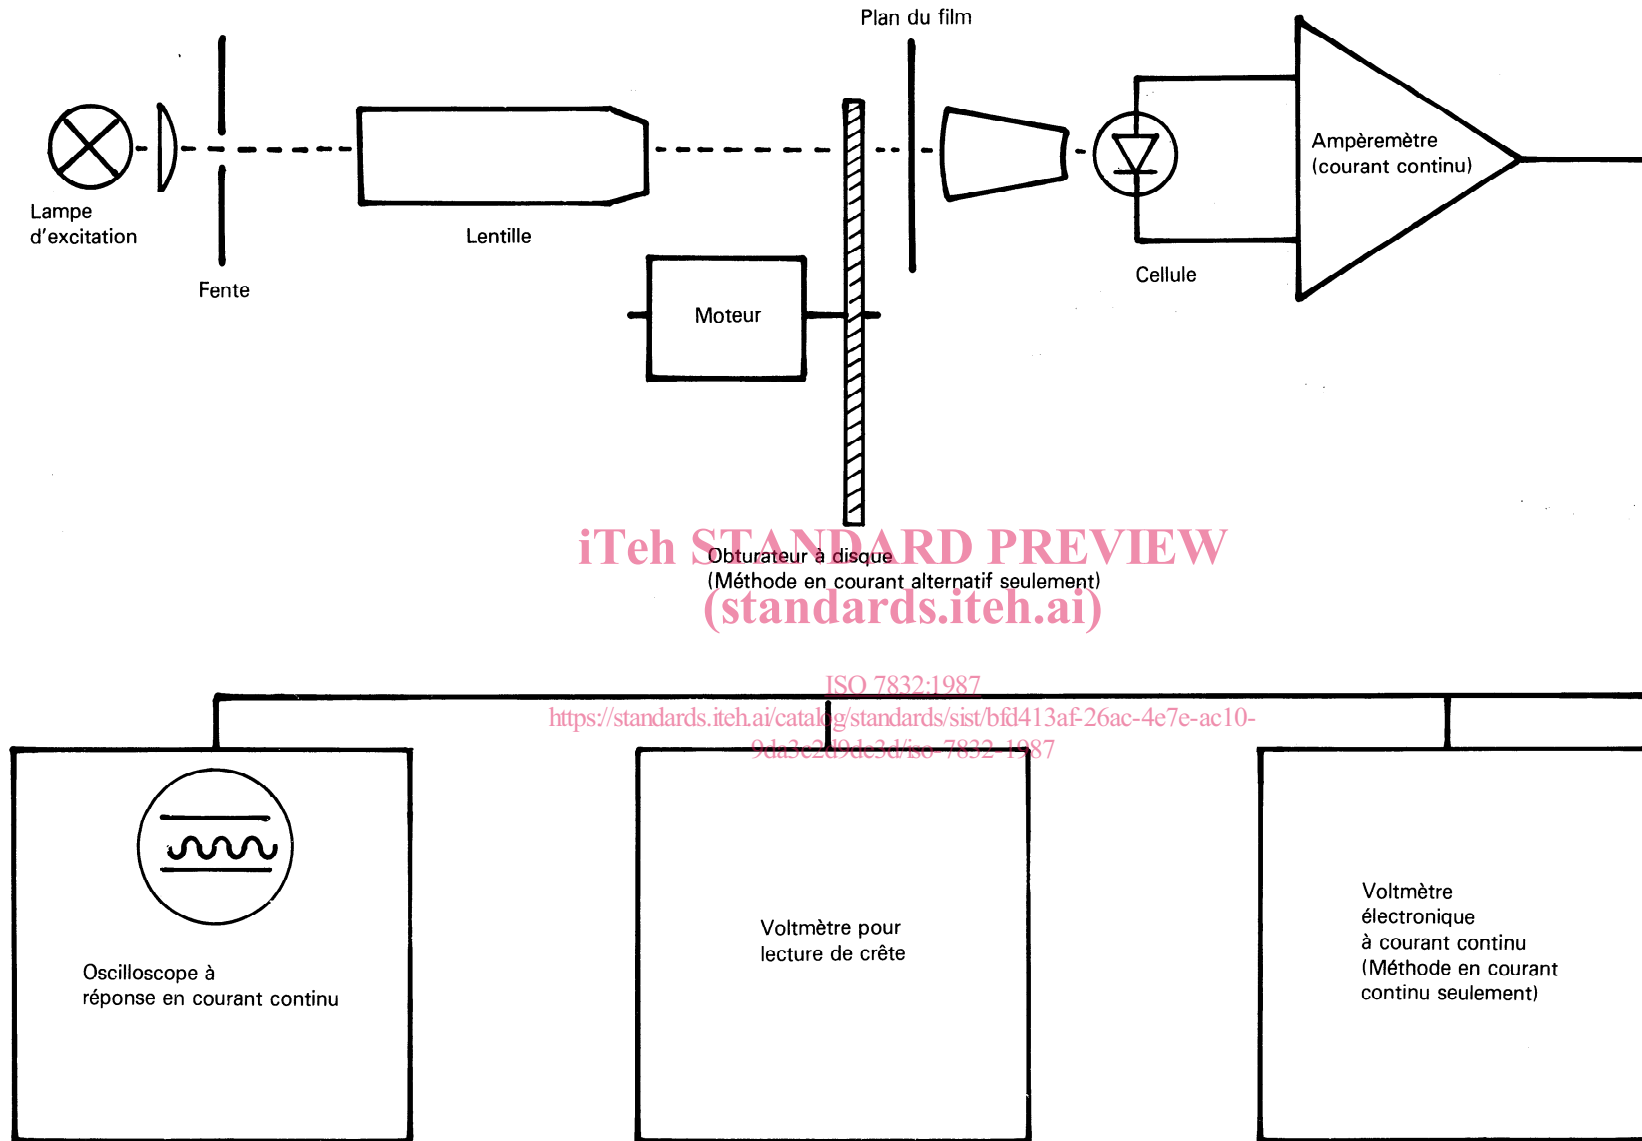 Plan du film
Ampèremètre
(courant continu)
Lampe
d'excitation
Lentille
Fente
Cellule
Moteur
iTeh STANDARD PREVIEW
Obturateur à disque
(Méthode en courant alternatif seulement)
(standards.iteh.ai)
ISO 7832:1987
https://standards.iteh.ai/catalog/standards/sist/bfd413af-26ac-4e7e-ac10-
9da3c2d9de3d/iso-7832-1987
Oscilloscope à
réponse en courant continu
Voltmètre pour
lecture de crête
Voltmètre
électronique
à courant continu
(Méthode en courant
continu seulement)